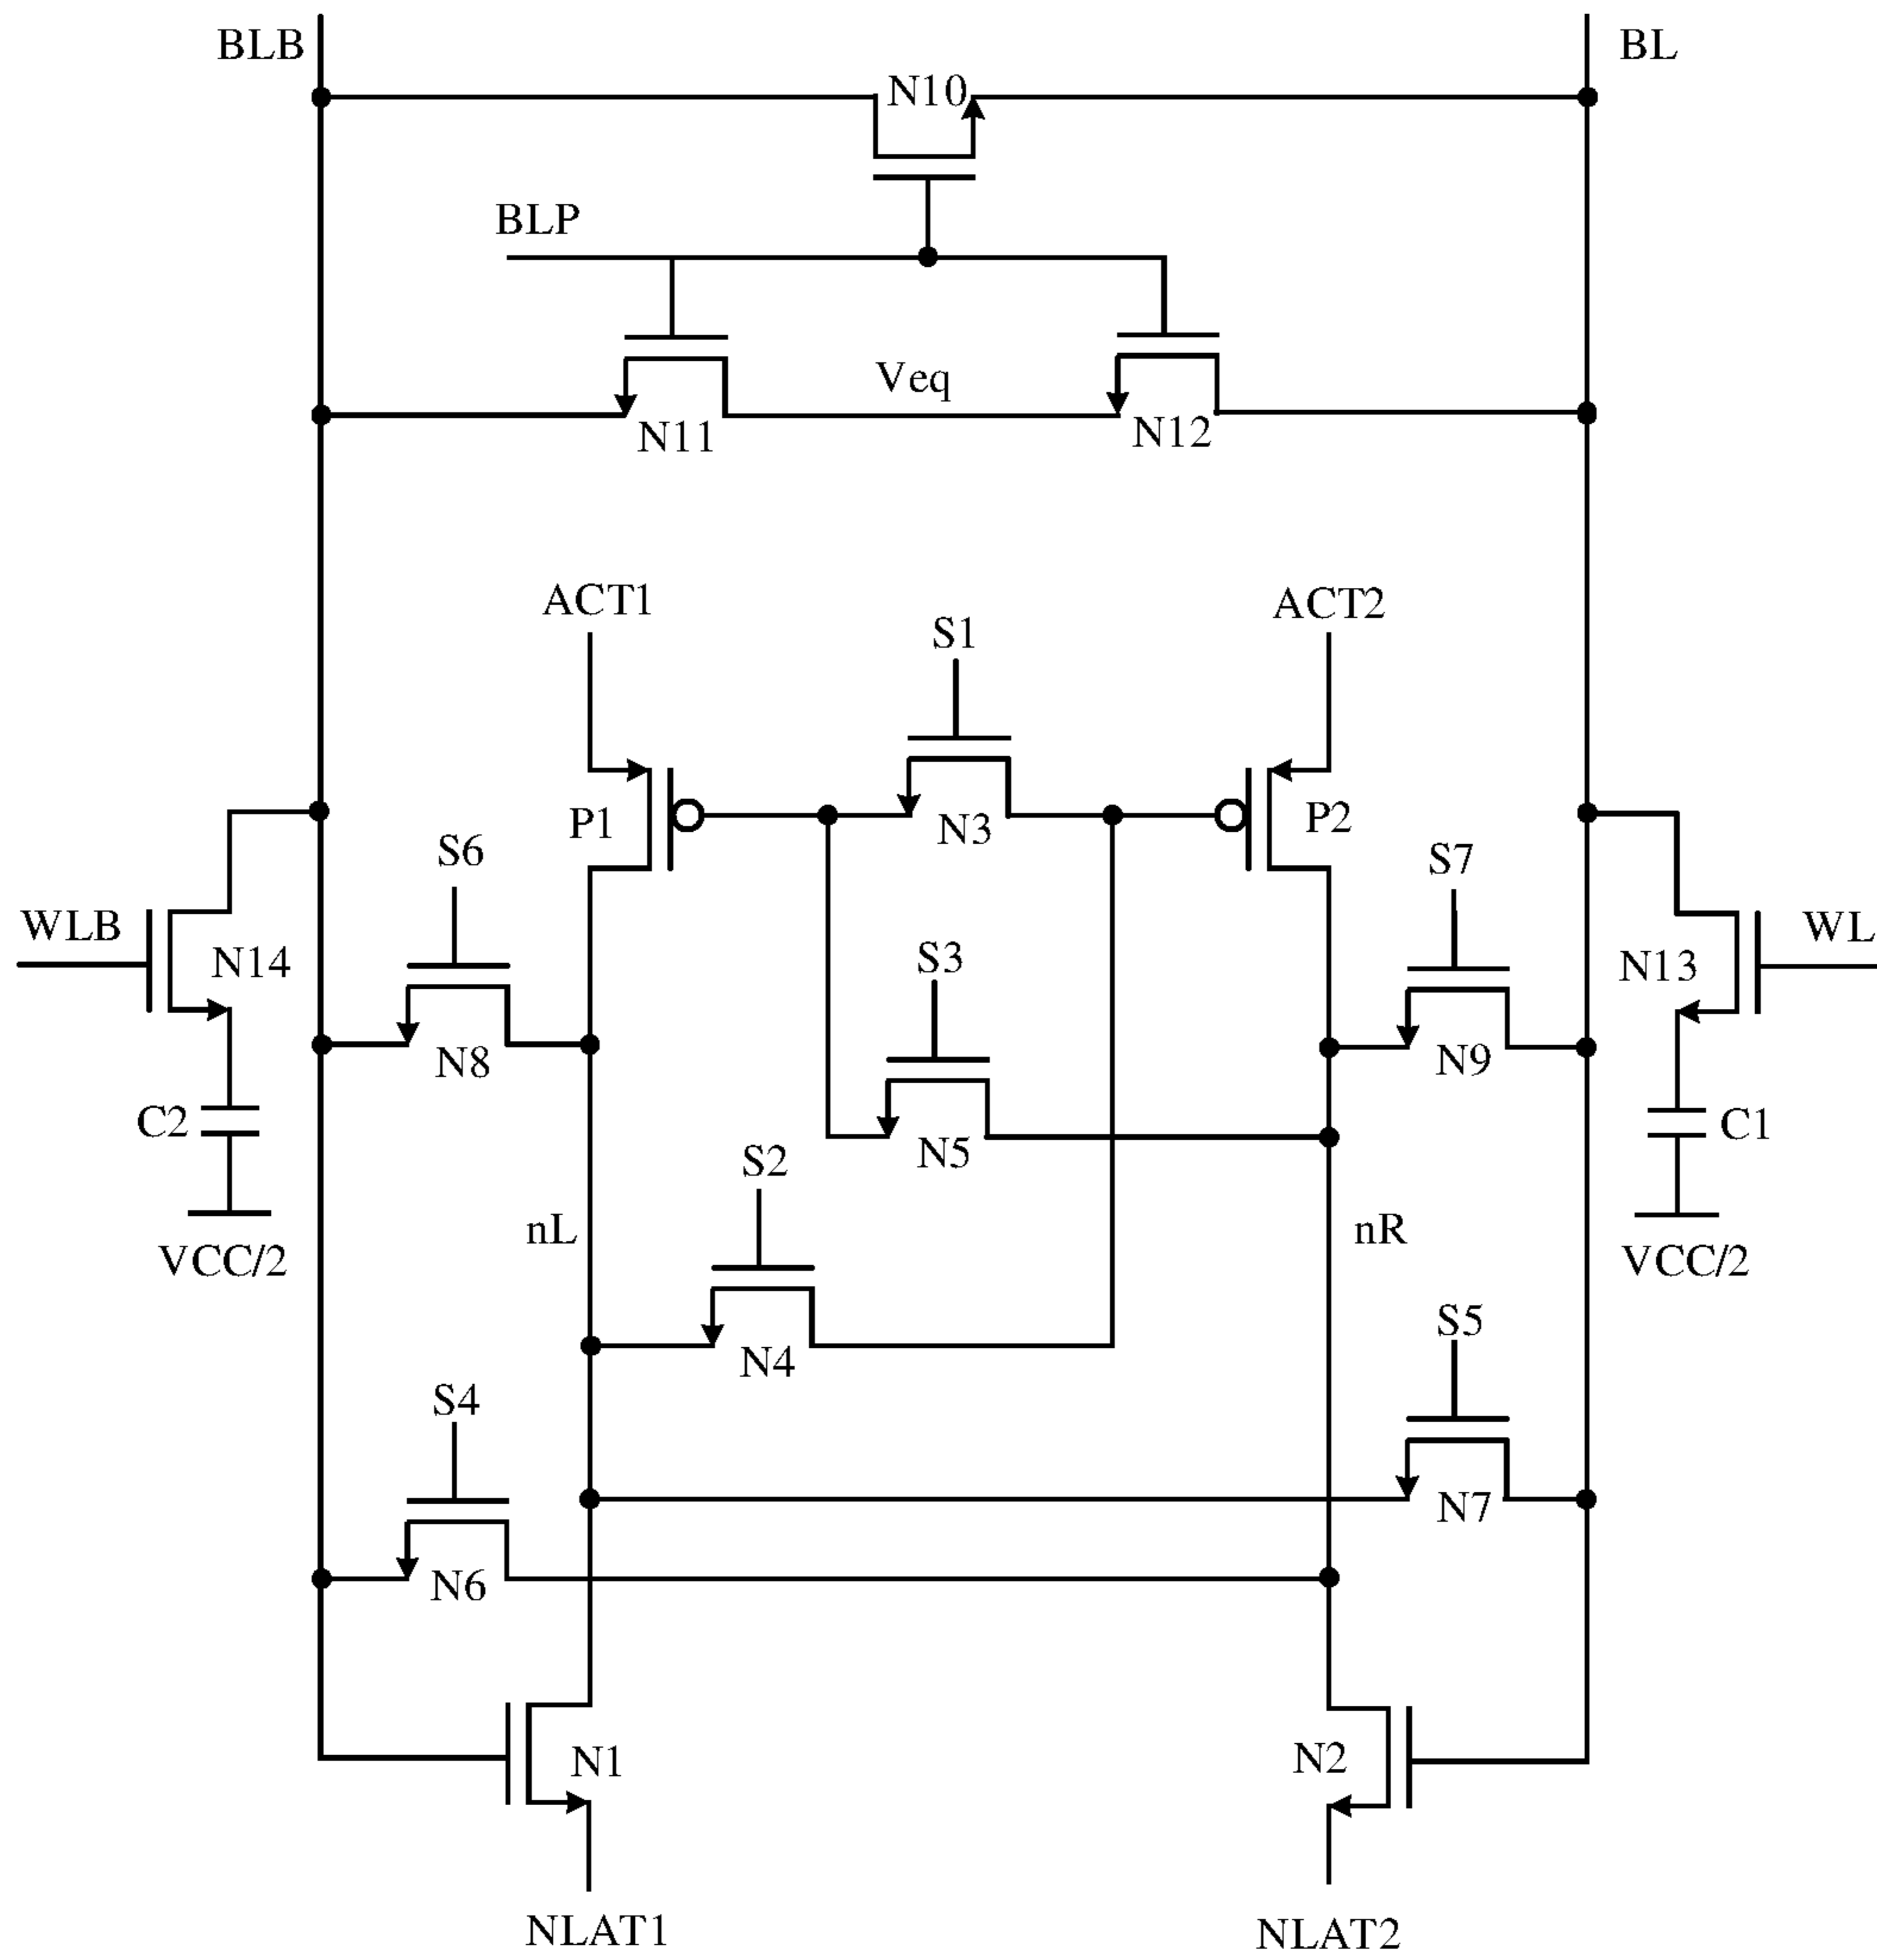 BLB
BL
N10
BLP
Veq
N11
N12
ACT1
ACT2
S1
P1
P2
N3
S6
S7
WLB
WL
N14
S3
N13
N8
N9
C2
C1
N5
S2
nL
nR
VCC/2
VCC/2
S5
N4
S4
N7
N6
N1
N2
NLAT1
NLAT2